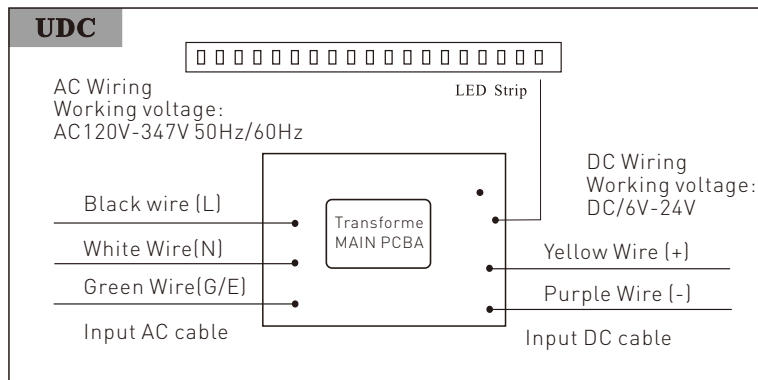 UDC
LED Strip
AC Wiring
Working voltage:
AC120V-347V 50Hz/60Hz
DC Wiring
Working voltage:
DC/6V-24V
Black wire (L)
White Wire(N)
Green Wire(G/E)
Input AC cable
Transforme
MAIN PCBA
Yellow Wire (+)
Purple Wire (-)
Input DC cable